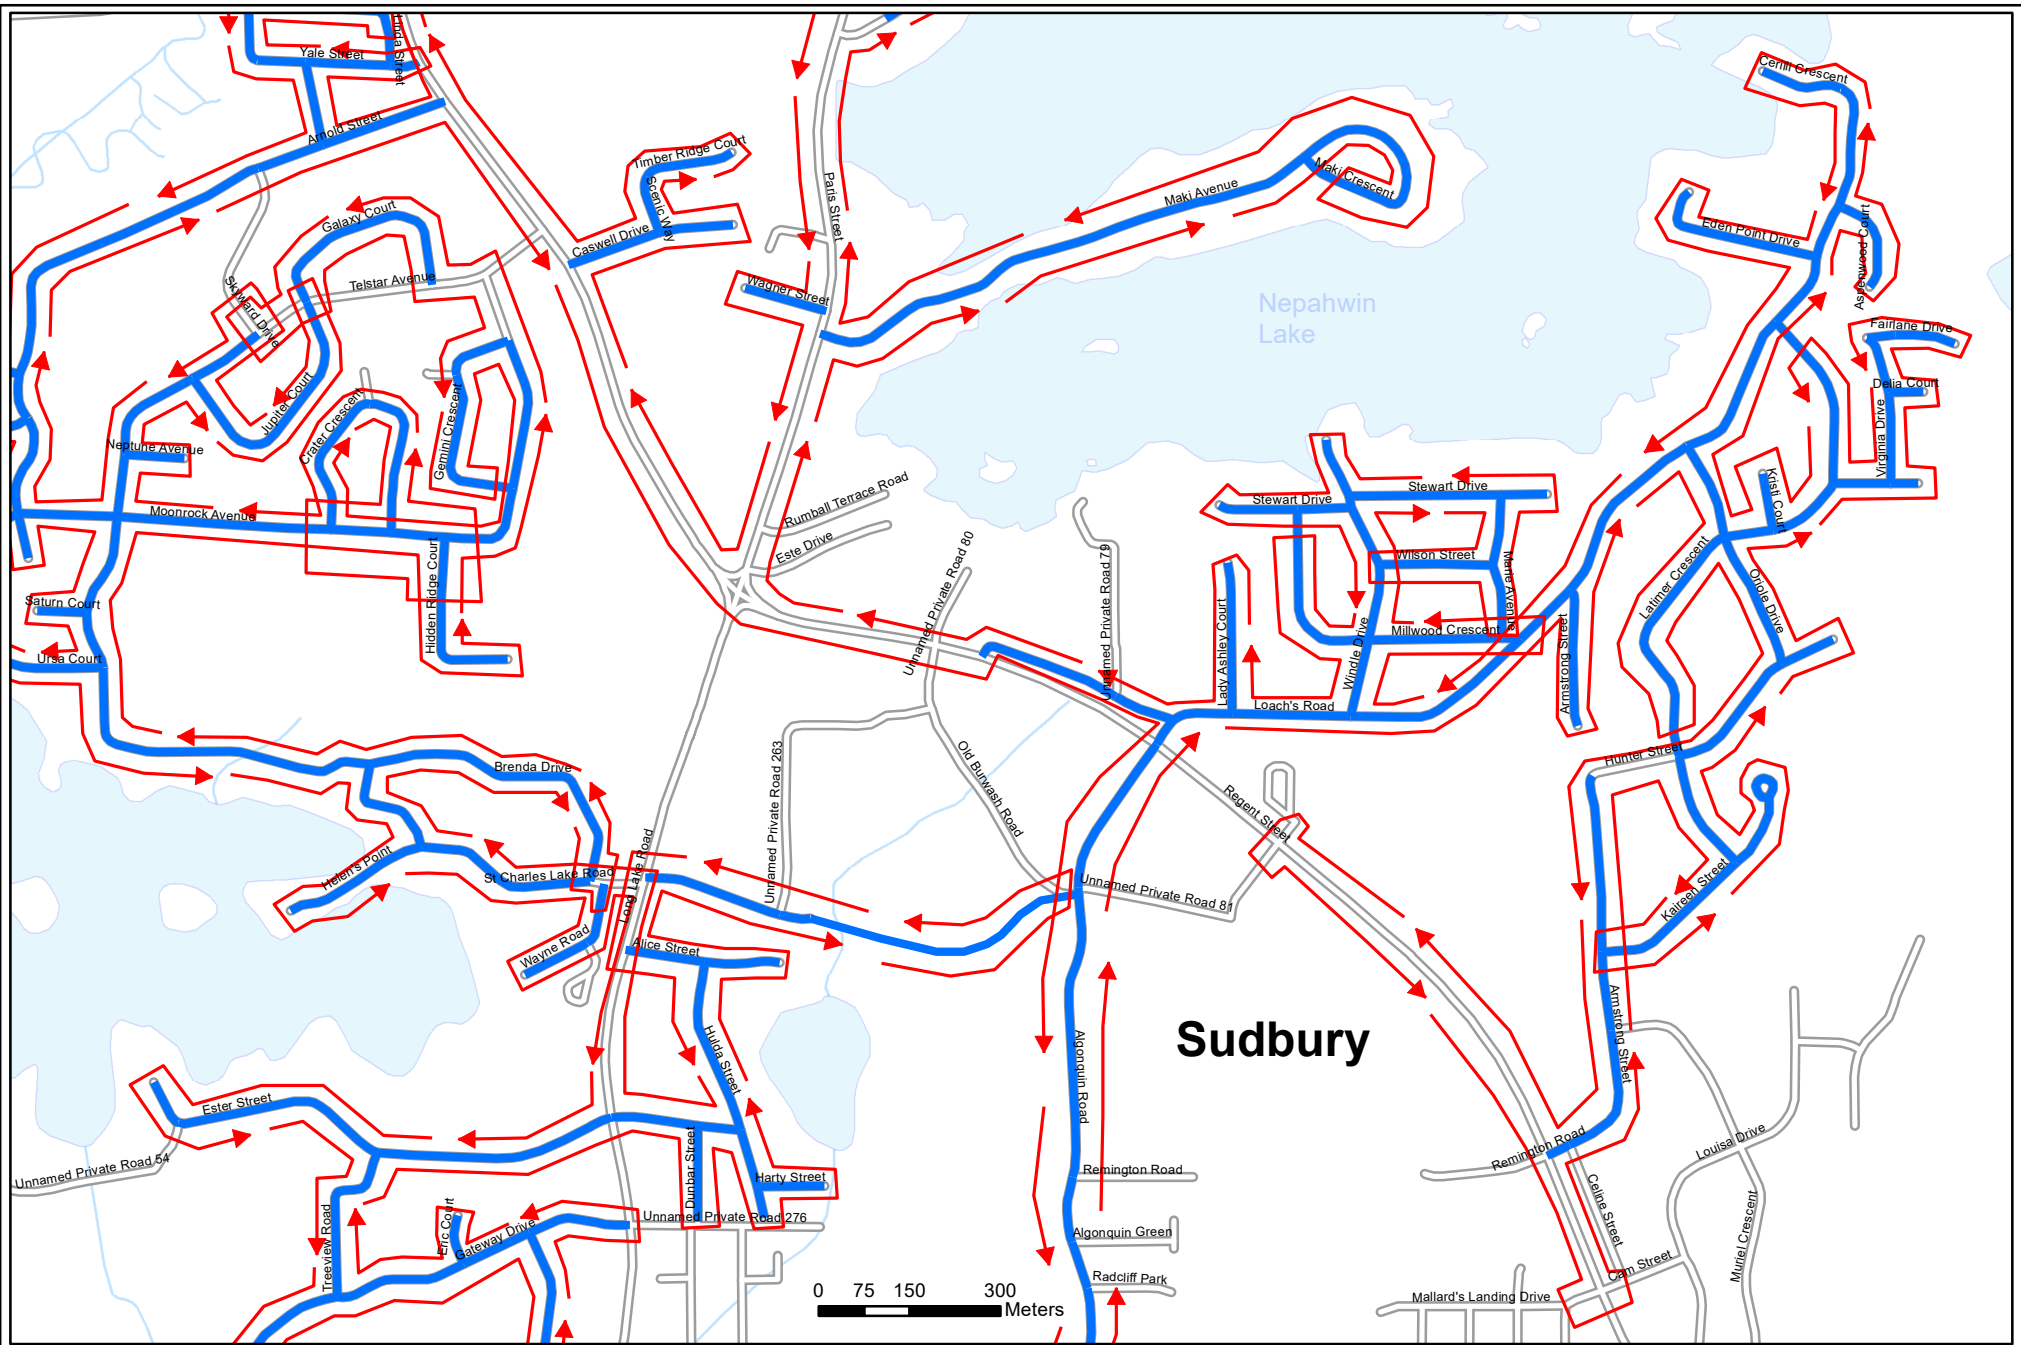 Linda Street
Yale Street
Arnold Street
Cerilli Crescent
Timber Ridge Court
Scenic Way
Caswell Drive
Paris Street
Maki Avenue
Maki Crescent
Galaxy Court
Telstar Avenue
Skyward Drive
Wagner Street
Eden Point Drive
Aspenwood Court
Nepahwin
Lake
Fairlane Drive
Delia Court
Virginia Drive
Jupiter Court
Crater Crescent
Gemini Crescent
Neptune Avenue
Moonrock Avenue
Rumball Terrace Road
Este Drive
Stewart Drive
Stewart Drive
Kristi Court
Wilson Street
Marie Avenue
Latimer Crescent
Oriole Drive
Unnamed Private Road 80
Unnamed Private Road 79
Hidden Ridge Court
Saturn Court
Ursa Court
Lady Ashley Court
Windle Drive
Millwood Crescent
Armstrong Street
Loach's Road
Hunter Street
Brenda Drive
Unnamed Private Road 263
Old Burwash Road
Regent Street
Helen's Point
St Charles Lake Road
Long Lake Road
Unnamed Private Road 81
Kaireen Street
Wayne Road
Alice Street
Sudbury
Algonquin Road
Armstrong Street
Hulda Street
Ester Street
Unnamed Private Road 54
Dunbar Street
Harty Street
Remington Road
Remington Road
Louisa Drive
Celine Street
Muriel Crescent
Unnamed Private Road 276
Treeview Road
Eric Court
Gateway Drive
Algonquin Green
Radcliff Park
Cam Street
Mallard's Landing Drive
0 75 150 300
Meters